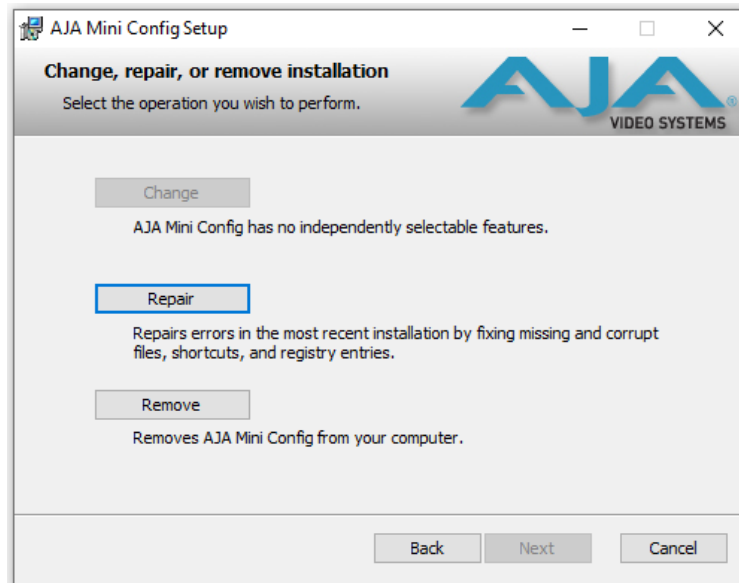 AJA Mini Config Setup
Change, repair, or remove installation
Select the operation you wish to perform.
AJA ®
VIDEO SYSTEMS
Change
AJA Mini Config has no independently selectable features.
Repair
Repairs errors in the most recent installation by fixing missing and corrupt
files, shortcuts, and registry entries.
Remove
Removes AJA Mini Config from your computer.
Back Next Cancel